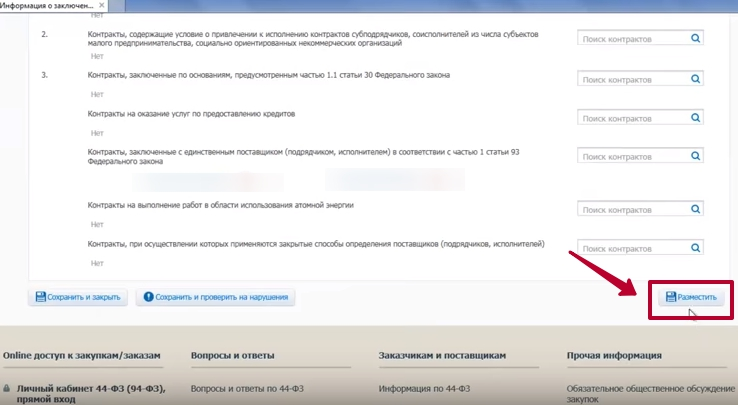 Информация о заключен...
Нет
2.
Контракты, содержащие условие о привлечении к исполнению контрактов субподрядчиков, соисполнителей из числа субъектов
малого предпринимательства, социально ориентированных некоммерческих организаций
Поиск контрактов
Нет
3.
Контракты, заключенные по основаниям, предусмотренным частью 1.1 статьи 30 Федерального закона
Поиск контрактов
Нет
Контракты на оказание услуг по предоставлению кредитов
Поиск контрактов
Нет
Контракты, заключенные с единственным поставщиком (подрядчиком, исполнителем) в соответствии с частью 1 статьи 93
Федерального закона
Поиск контрактов
Контракты на выполнение работ в области использования атомной энергии
Поиск контрактов
Нет
Контракты, при осуществлении которых применяются закрытые способы определения поставщиков (подрядчиков, исполнителей)
Поиск контрактов
Нет
Сохранить и закрыть
Сохранить и проверить на нарушения
Разместить
Online доступ к закупкам/заказам
Вопросы и ответы
Заказчикам и поставщикам
Прочая информация
Личный кабинет 44-ФЗ (94-ФЗ),
прямой вход
Вопросы и ответы по 44-ФЗ
Информация по 44-ФЗ
Обязательное общественное обсуждение
закупок